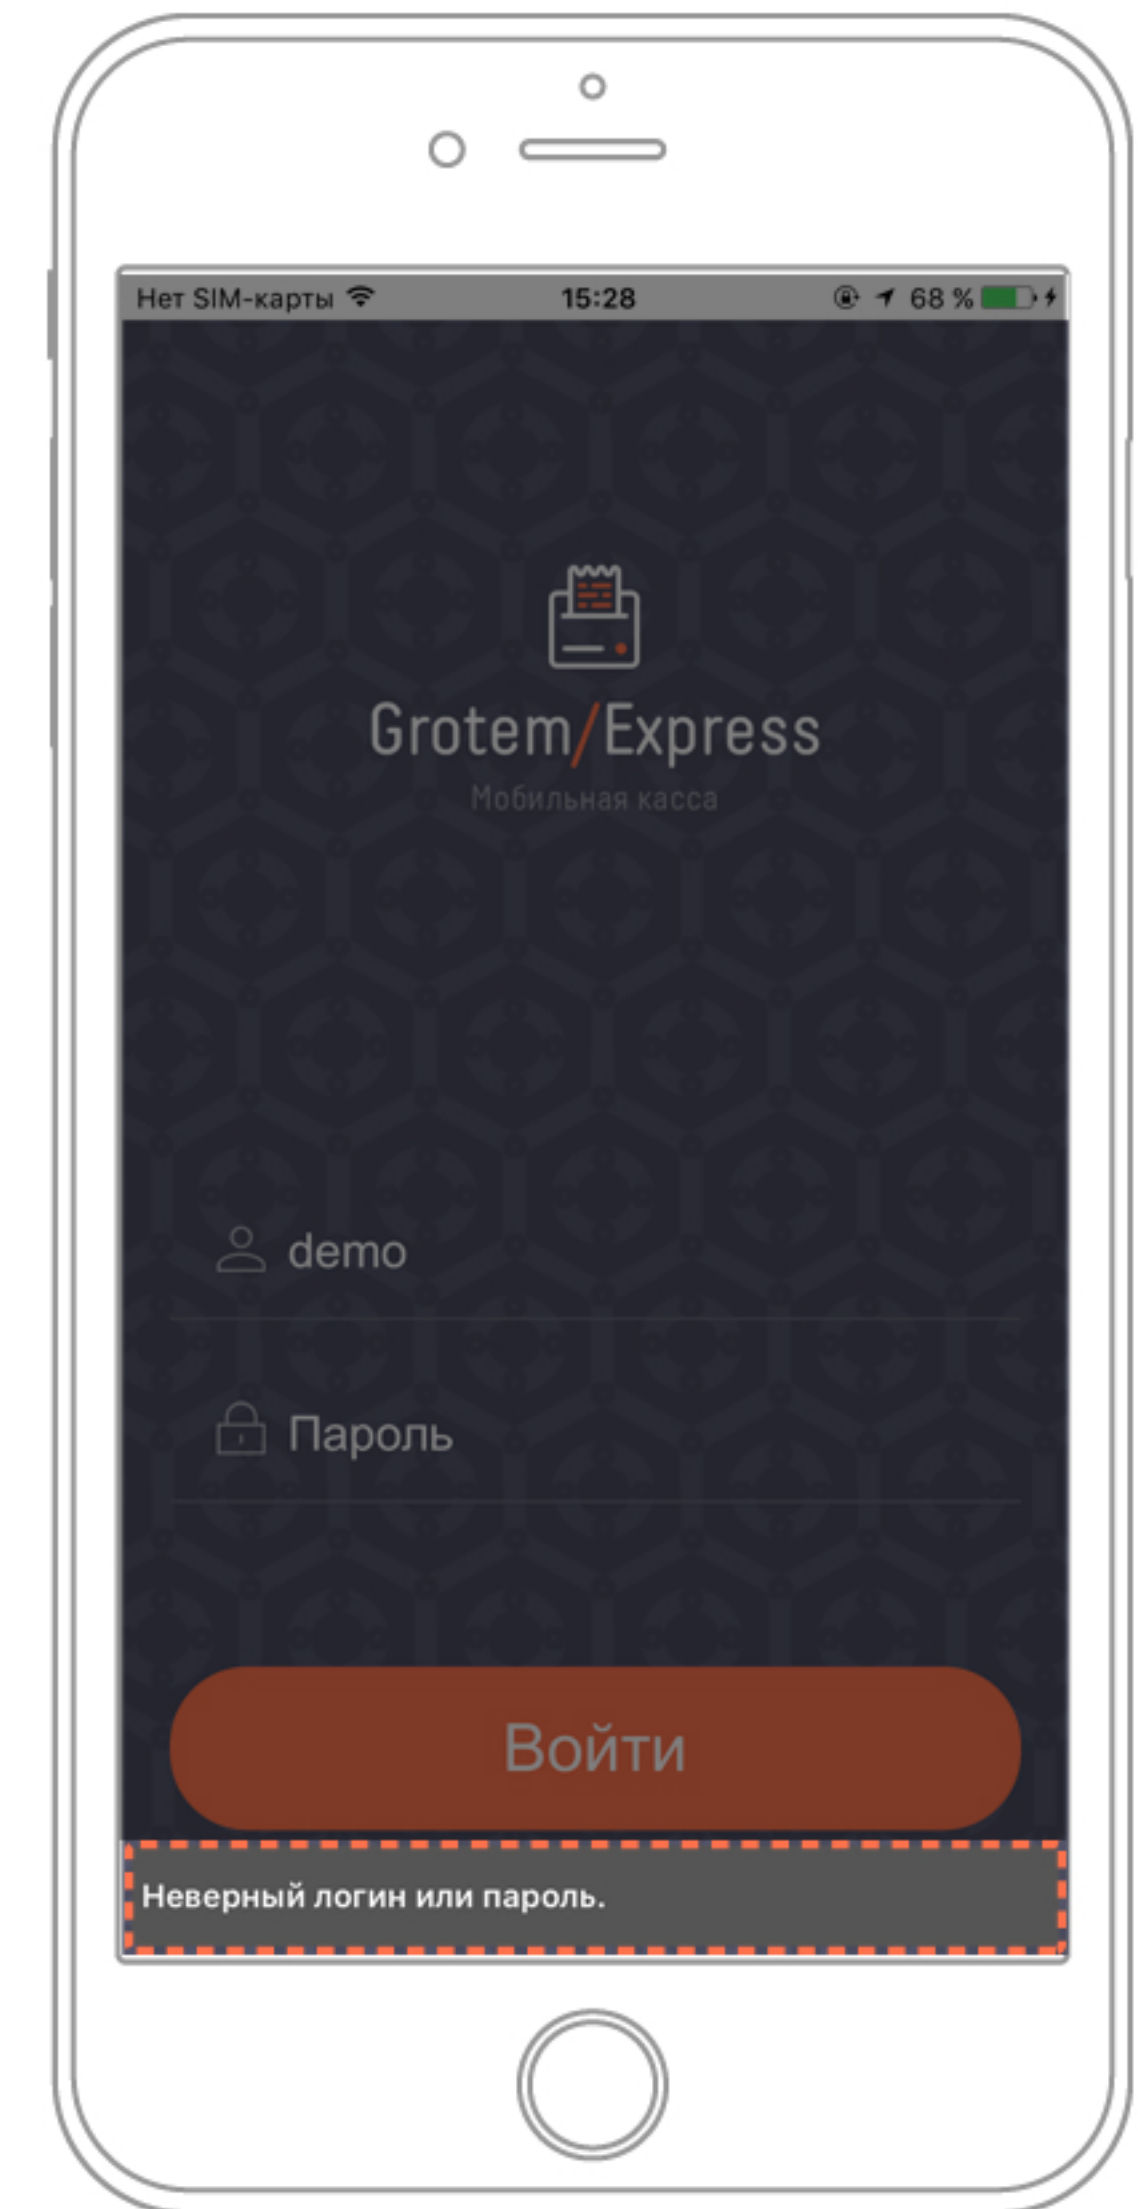 Нет SIM-карты 15:28 68 %
Grotem/Express
Мобильная касса
demo
Пароль
Войти
Неверный логин или пароль.